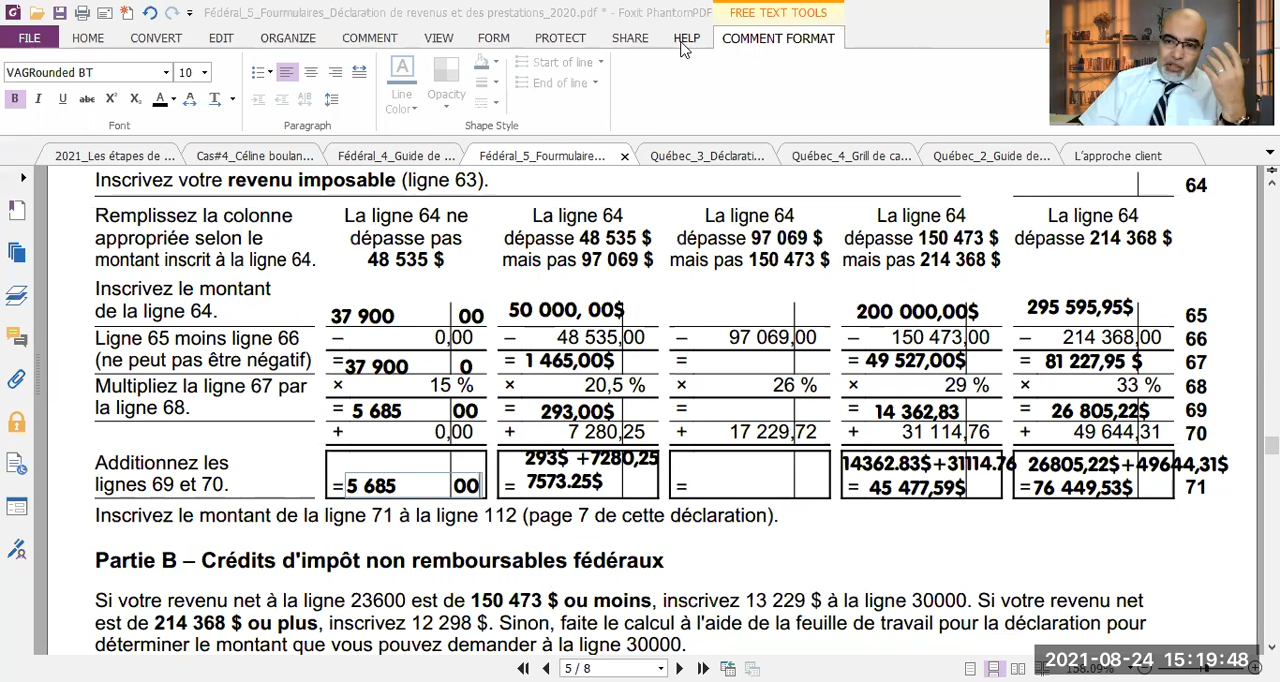 Fédéral_5_Fourmulaires_Déclaration de revenus et des prestations_2020.pdf * - Foxit PhantomPDF
FREE TEXT TOOLS
FILE HOME CONVERT EDIT ORGANIZE COMMENT VIEW FORM PROTECT SHARE HELP COMMENT FORMAT
VAGRounded BT 10
Start of line
End of line
Line Color
Opacity
Font Paragraph Shape Style
2021_Les étapes de ... Cas#4_Céline boulan... Fédéral_4_Guide de ... Fédéral_5_Fourmulaire... Québec_3_Déclarati... Québec_4_Grill de ca... Québec_2_Guide de... L'approche client
Inscrivez votre revenu imposable (ligne 63). 64
Remplissez la colonne appropriée selon le montant inscrit à la ligne 64.
La ligne 64 ne dépasse pas 48 535 $
La ligne 64 dépasse 48 535 $ mais pas 97 069 $
La ligne 64 dépasse 97 069 $ mais pas 150 473 $
La ligne 64 dépasse 150 473 $ mais pas 214 368 $
La ligne 64 dépasse 214 368 $
Inscrivez le montant de la ligne 64.
37 900 00 50 000, 00$ 200 000,00$ 295 595,95$ 65
Ligne 65 moins ligne 66 (ne peut pas être négatif)
– 0,00 – 48 535,00 – 97 069,00 – 150 473,00 – 214 368,00 66
= 37 900 0 = 1 465,00$ = = 49 527,00$ = 81 227,95 $ 67
Multipliez la ligne 67 par la ligne 68.
× 15 % × 20,5 % × 26 % × 29 % × 33 % 68
= 5 685 00 = 293,00$ = = 14 362,83 = 26 805,22$ 69
+ 0,00 + 7 280,25 + 17 229,72 + 31 114,76 + 49 644,31 70
Additionnez les lignes 69 et 70.
293$ +7280,25 14362.83$+31114.76 26805,22$+49644,31$
=5 685 00 = 7573.25$ = = 45 477,59$ =76 449,53$ 71
Inscrivez le montant de la ligne 71 à la ligne 112 (page 7 de cette déclaration).
Partie B – Crédits d'impôt non remboursables fédéraux
Si votre revenu net à la ligne 23600 est de 150 473 $ ou moins, inscrivez 13 229 $ à la ligne 30000. Si votre revenu net
est de 214 368 $ ou plus, inscrivez 12 298 $. Sinon, faite le calcul à l'aide de la feuille de travail pour la déclaration pour
déterminer le montant que vous pouvez demander à la ligne 30000.
5 / 8
2021-08-24 15:19:48